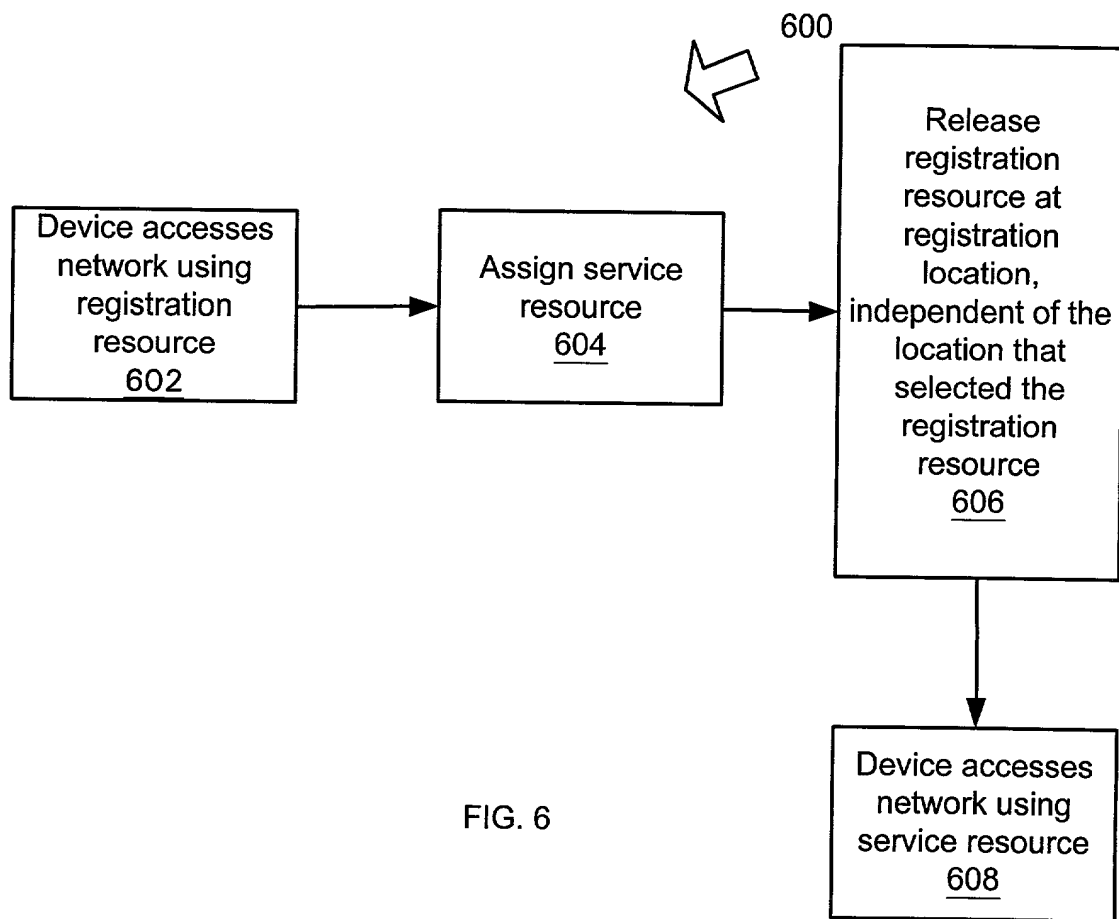 600
Device accesses
network using
registration
resource
602
Assign service
resource
604
Release
registration
resource at
registration
location,
independent of the
location that
selected the
registration
resource
606
Device accesses
network using
service resource
608
FIG. 6